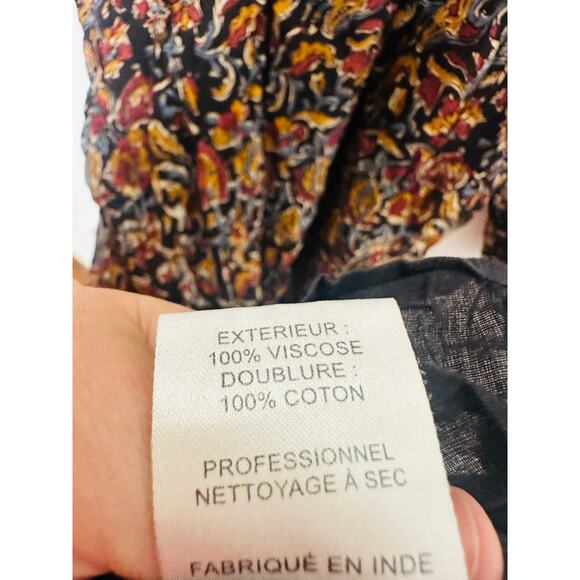 EXTERIEUR :
100% VISCOSE
DOUBLURE :
100% COTON
PROFESSIONNEL
NETTOYAGE À SEC
FABRIQUÉ EN INDE